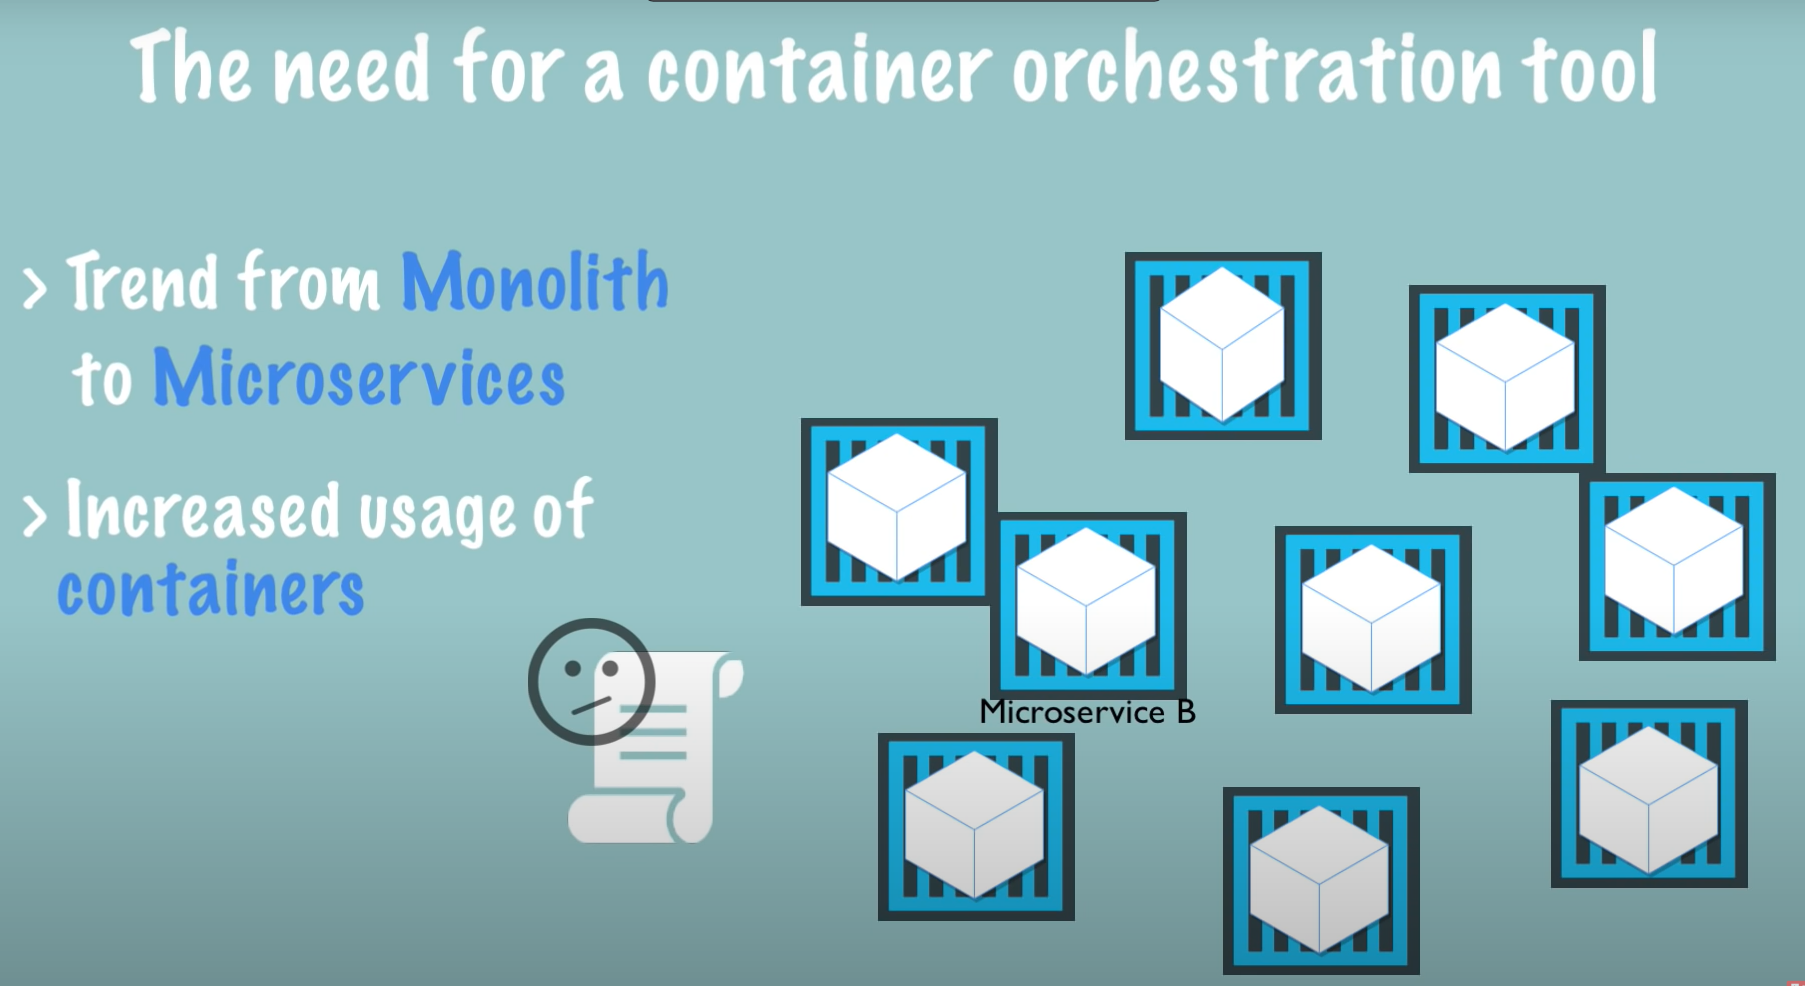 The need for a container orchestration tool
> Trend from Monolith
to Microservices
> Increased usage of
containers
Microservice B